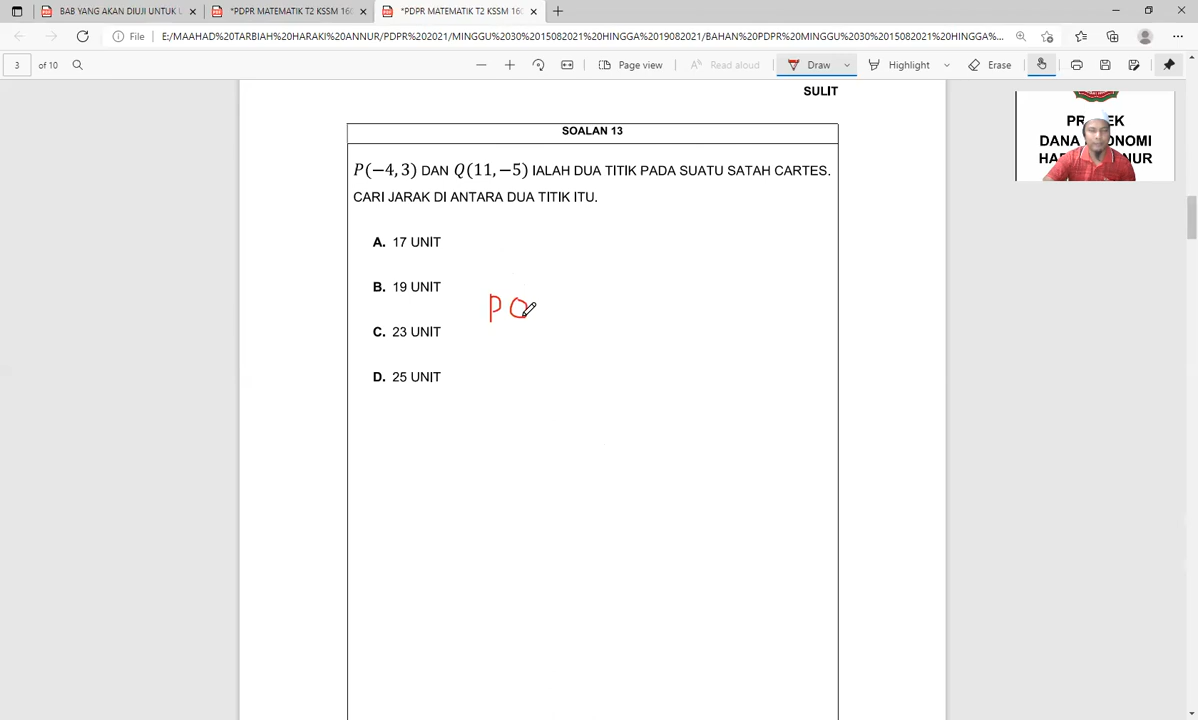 BAB YANG AKAN DIUJI UNTUK
*PDPR MATEMATIK T2 KSSM 160
*PDPR MATEMATIK T2 KSSM 160
File
E:/MAAHAD%20TARBIAH%20HARAKI%20ANNUR/PDPR%202021/MINGGU%2030%2015082021%20HINGGA%2019082021/BAHAN%20PDPR%20MINGGU%2030%2015082021%20HINGGA%...
3 of 10
Page view
Read aloud
Draw
Highlight
Erase
SULIT
SOALAN 13
P(−4, 3) DAN Q(11, −5) IALAH DUA TITIK PADA SUATU SATAH CARTES.
CARI JARAK DI ANTARA DUA TITIK ITU.
A. 17 UNIT
B. 19 UNIT
C. 23 UNIT
D. 25 UNIT
P
DANA